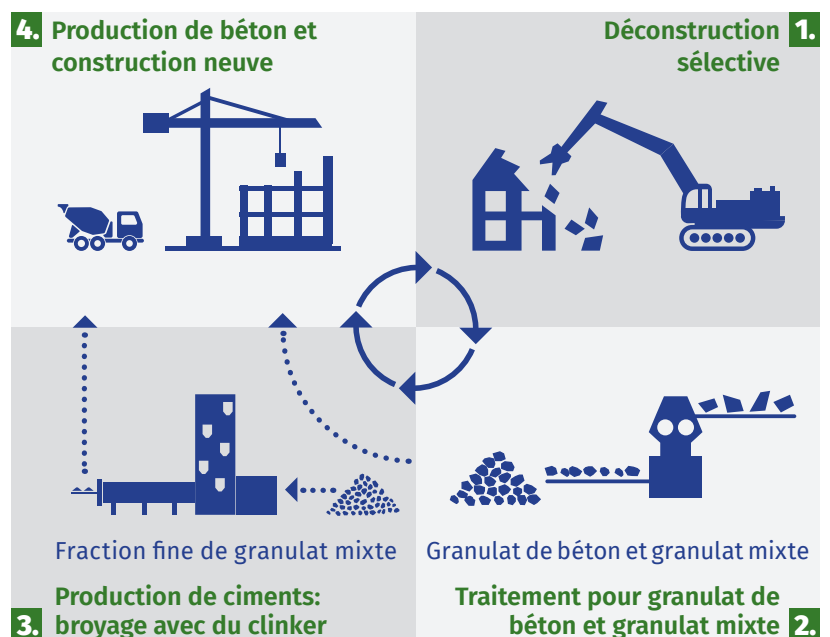 4. Production de béton et
construction neuve
Déconstruction 1.
sélective
Fraction fine de granulat mixte
Production de ciments:
3. broyage avec du clinker
Granulat de béton et granulat mixte
Traitement pour granulat de
béton et granulat mixte 2.